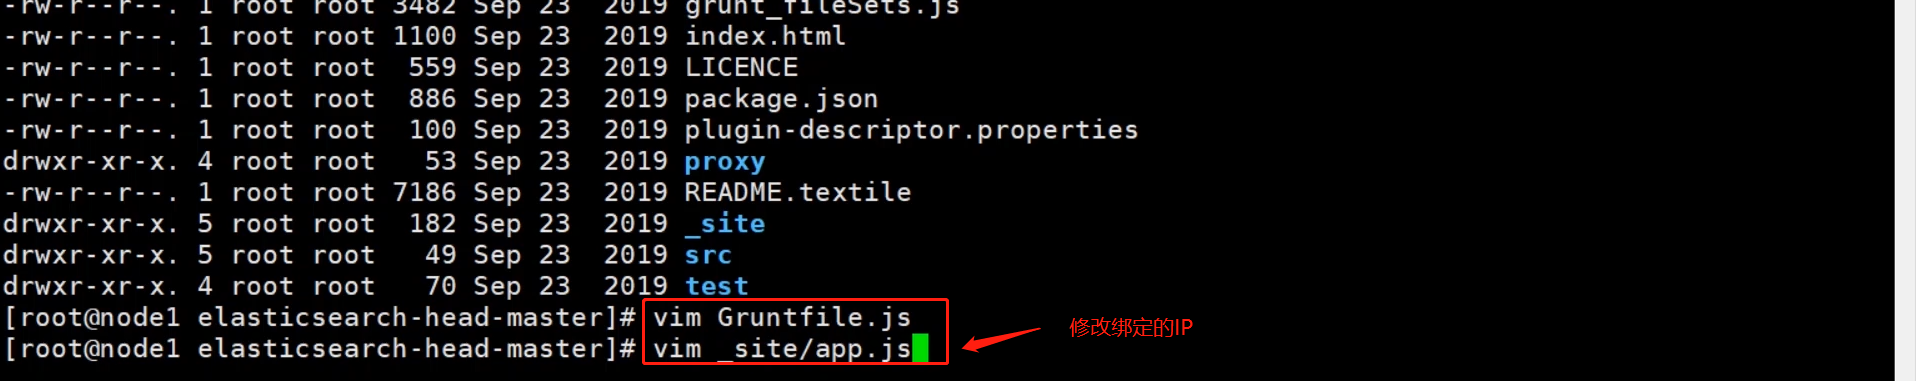 -rw-r--r--. 1 root root 3482 Sep 23  2019 grunt_fileSets.js
-rw-r--r--. 1 root root 1100 Sep 23  2019 index.html
-rw-r--r--. 1 root root  559 Sep 23  2019 LICENCE
-rw-r--r--. 1 root root  886 Sep 23  2019 package.json
-rw-r--r--. 1 root root  100 Sep 23  2019 plugin-descriptor.properties
drwxr-xr-x. 4 root root   53 Sep 23  2019 proxy
-rw-r--r--. 1 root root 7186 Sep 23  2019 README.textile
drwxr-xr-x. 5 root root  182 Sep 23  2019 _site
drwxr-xr-x. 5 root root   49 Sep 23  2019 src
drwxr-xr-x. 4 root root   70 Sep 23  2019 test
[root@node1 elasticsearch-head-master]# vim Gruntfile.js
修改绑定的IP
[root@node1 elasticsearch-head-master]# vim _site/app.js